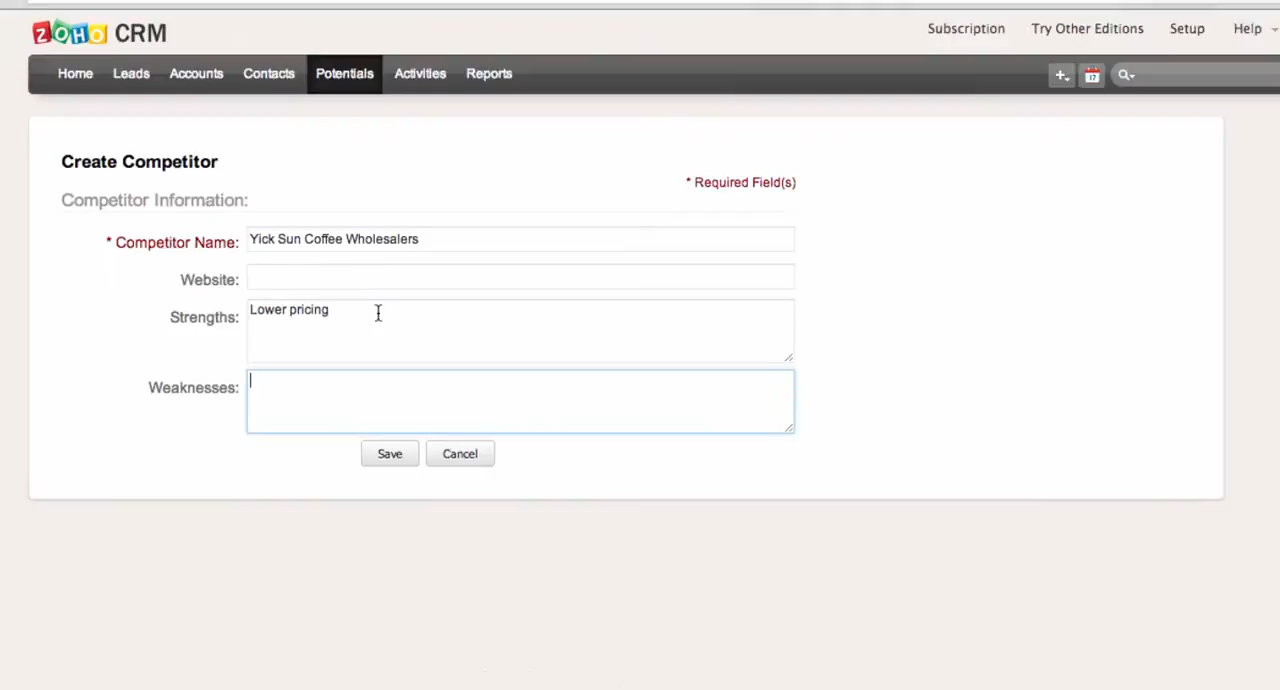 ZOHO CRM
Subscription Try Other Editions Setup Help
Home Leads Accounts Contacts Potentials Activities Reports
17
Create Competitor
* Required Field(s)
Competitor Information:
* Competitor Name: Yick Sun Coffee Wholesalers
Website:
Strengths: Lower pricing
Weaknesses:
Save Cancel